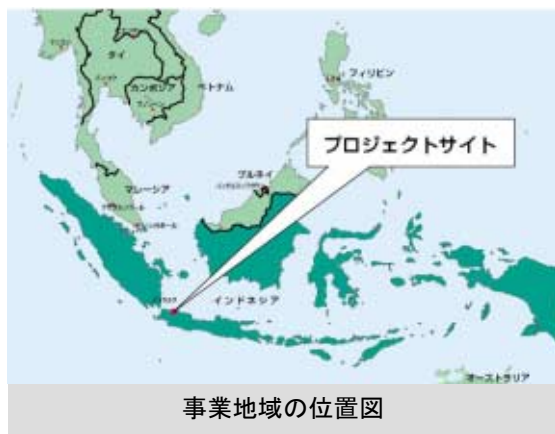 タイ
カンボジア
ベトナム
フィリピン
プロジェクトサイト
ブルネイ
マレーシア
インドネシア
オーストラリア
事業地域の位置図